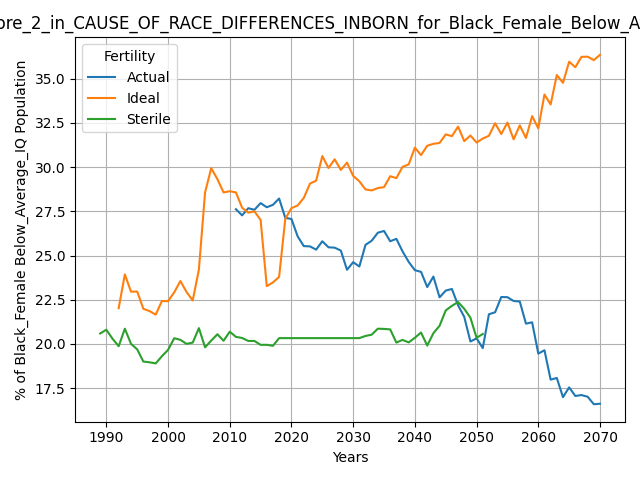 ore_2_in_CAUSE_OF_RACE_DIFFERENCES_INBORN_for_Black_Female_Below_A
Fertility
Actual
Ideal
Sterile
% of Black_Female Below_Average_IQ Population
35.0
32.5
30.0
27.5
25.0
22.5
20.0
17.5
1990 2000 2010 2020 2030 2040 2050 2060 2070
Years